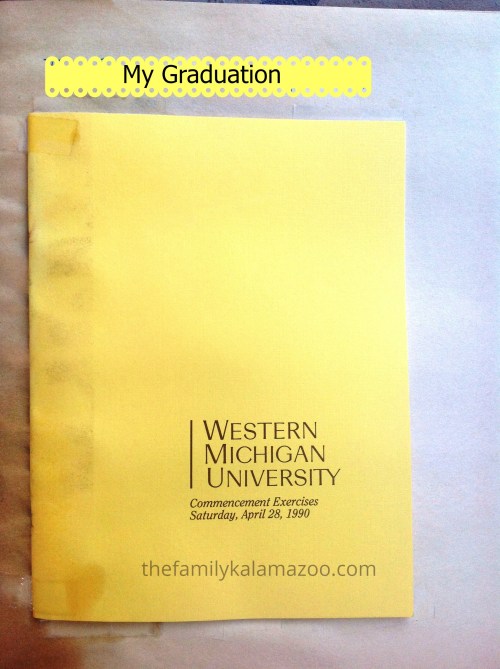 My Graduation
WESTERN
MICHIGAN
UNIVERSITY
Commencement Exercises
Saturday, April 28, 1990
thefamilykalamazoo.com